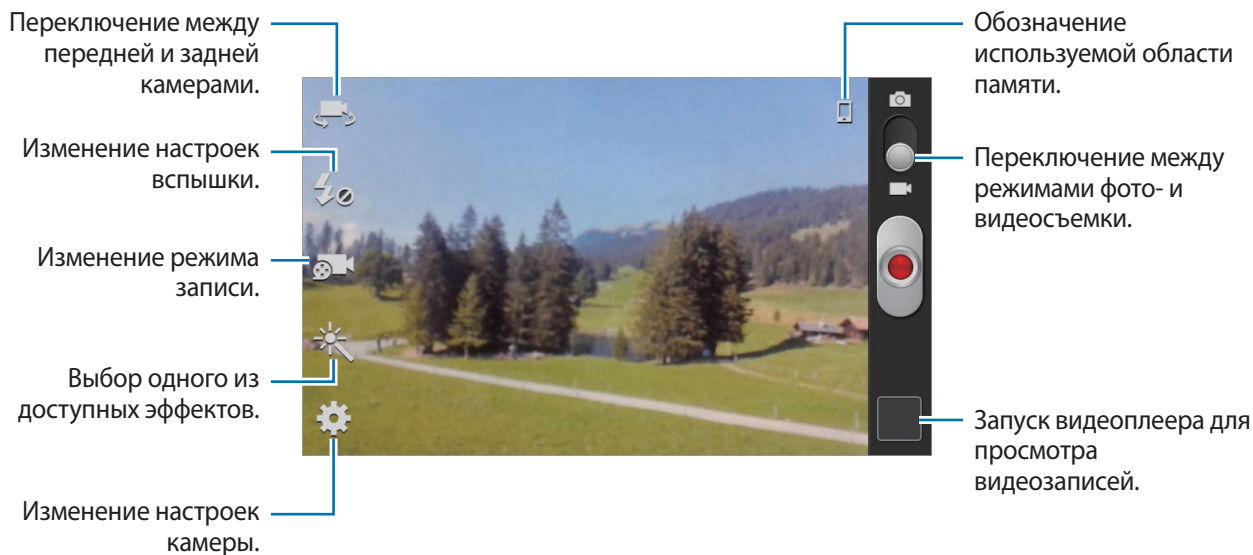 Переключение между
передней и задней
камерами.
Изменение настроек
вспышки.
Изменение режима
записи.
Выбор одного из
доступных эффектов.
Изменение настроек
камеры.
Обозначение
используемой области
памяти.
Переключение между
режимами фото- и
видеосъемки.
Запуск видеоплеера для
просмотра
видеозаписей.